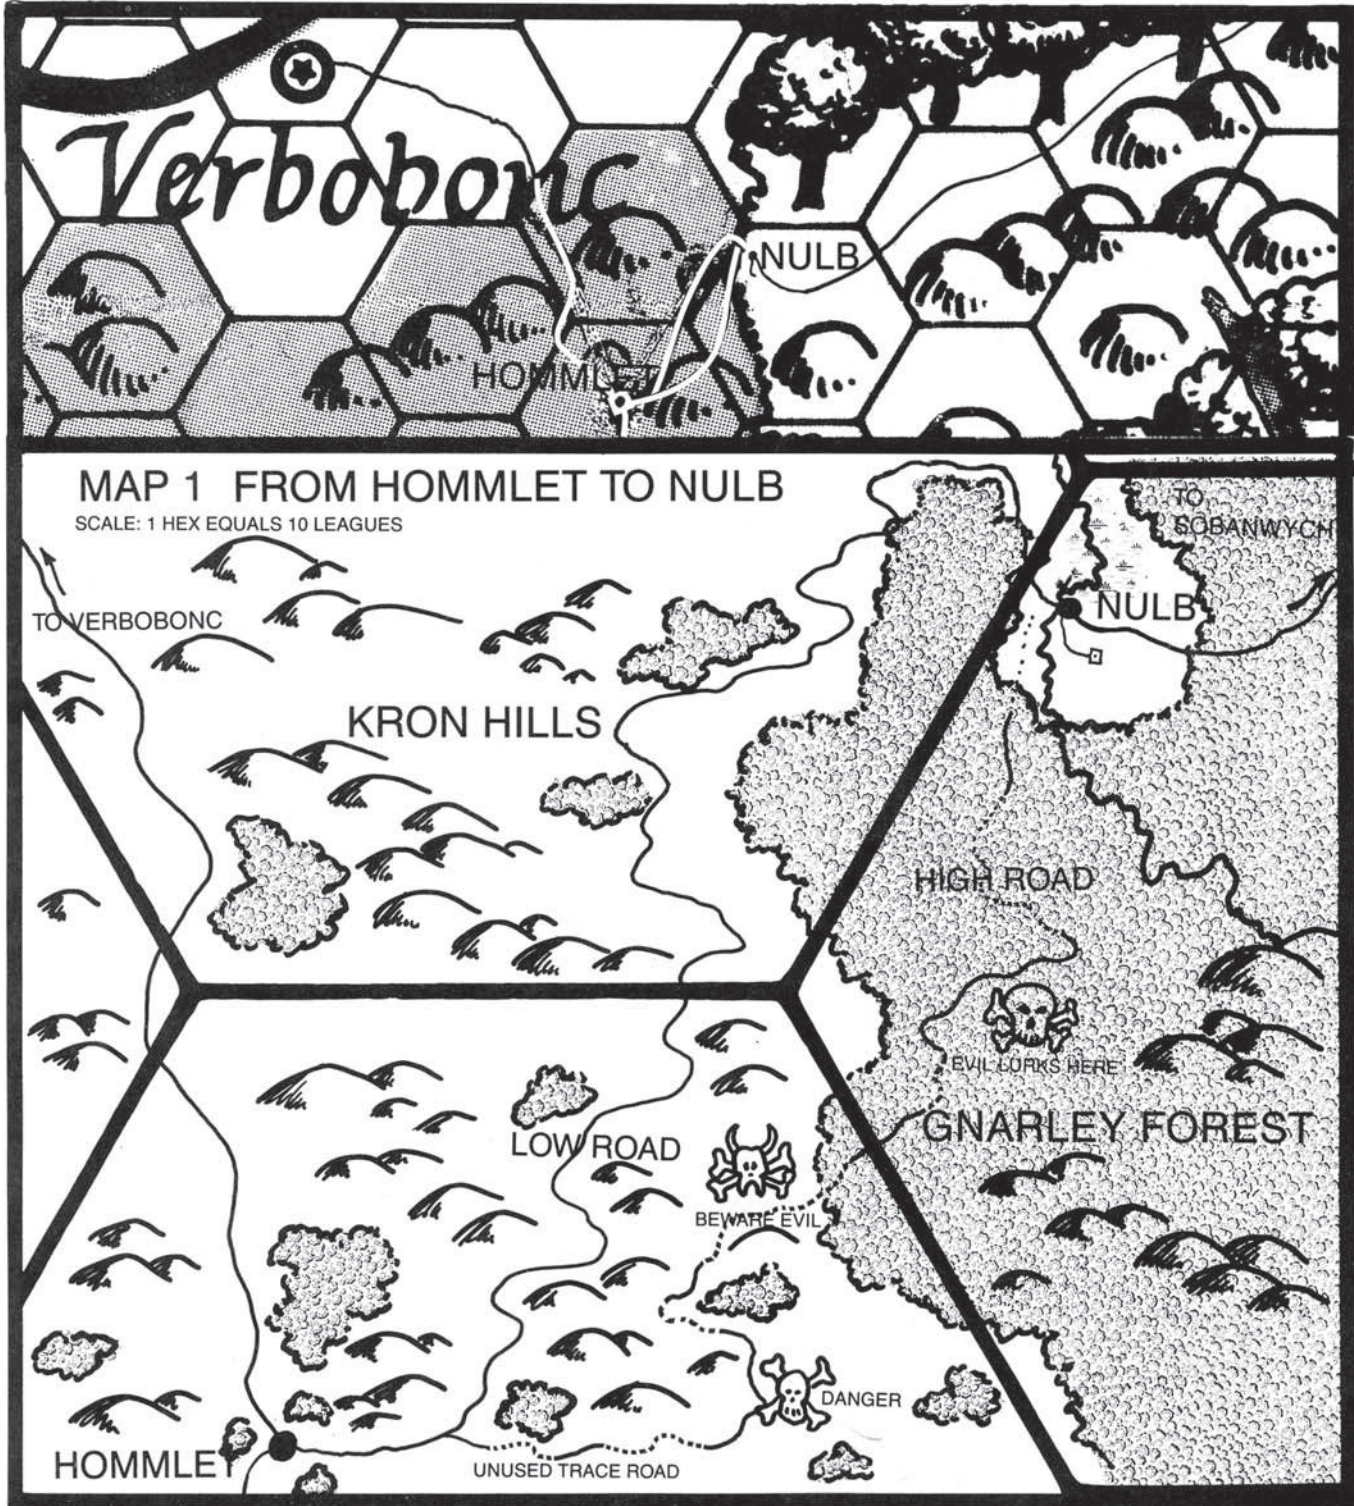 Verbobonc
NULB
HOMMLET
MAP 1 FROM HOMMLET TO NULB
SCALE: 1 HEX EQUALS 10 LEAGUES
TO
SOBANWYCH
TO VERBOBONC
NULB
KRON HILLS
HIGH ROAD
EVIL LURKS HERE
GNARLEY FOREST
LOW ROAD
BEWARE EVIL
DANGER
HOMMLET
UNUSED TRACE ROAD